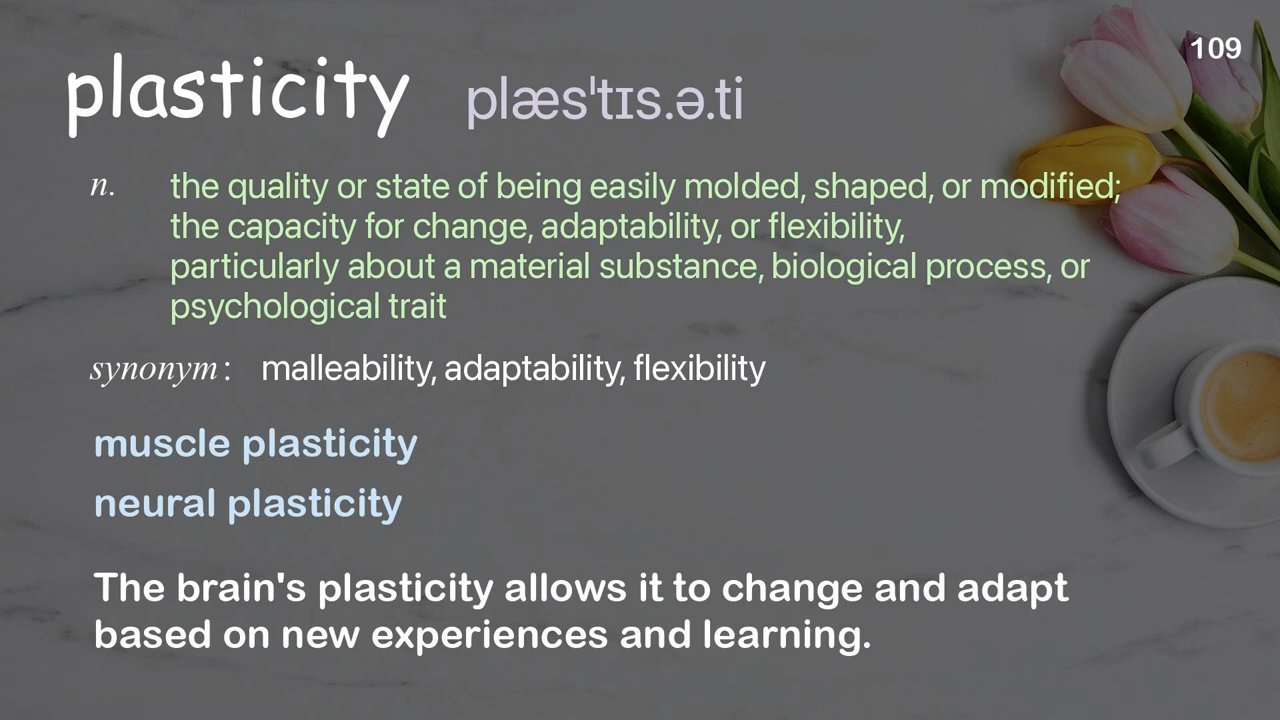 109
plasticity plæsˈtɪs.ə.ti
n. the quality or state of being easily molded, shaped, or modified;
the capacity for change, adaptability, or flexibility,
particularly about a material substance, biological process, or
psychological trait
synonym: malleability, adaptability, flexibility
muscle plasticity
neural plasticity
The brain's plasticity allows it to change and adapt
based on new experiences and learning.